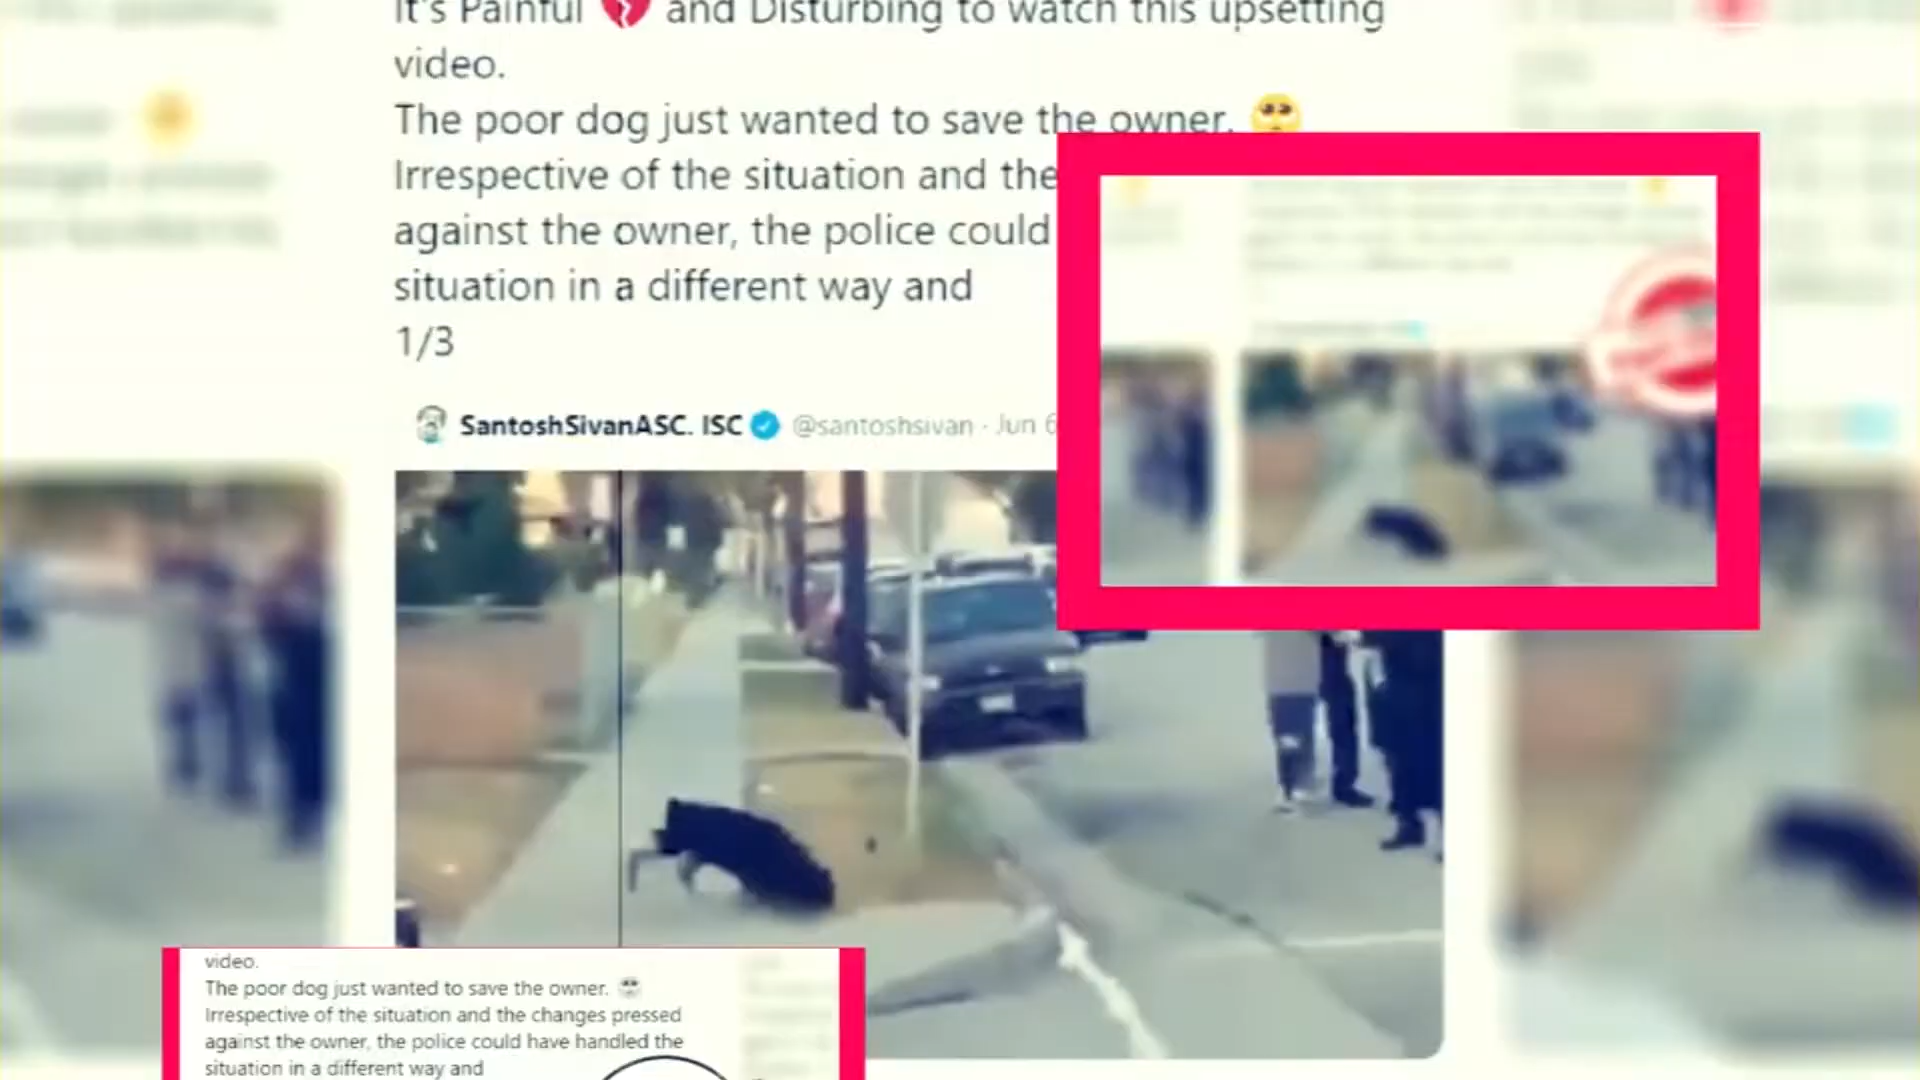 It's Painful 💔 and Disturbing to watch this upsetting
video.
The poor dog just wanted to save the owner. 🥺
Irrespective of the situation and the
against the owner, the police could
situation in a different way and
1/3
SantoshSivanASC. ISC @santoshsivan · Jun 6
video.
The poor dog just wanted to save the owner. 🥺
Irrespective of the situation and the changes pressed
against the owner, the police could have handled the
situation in a different way and